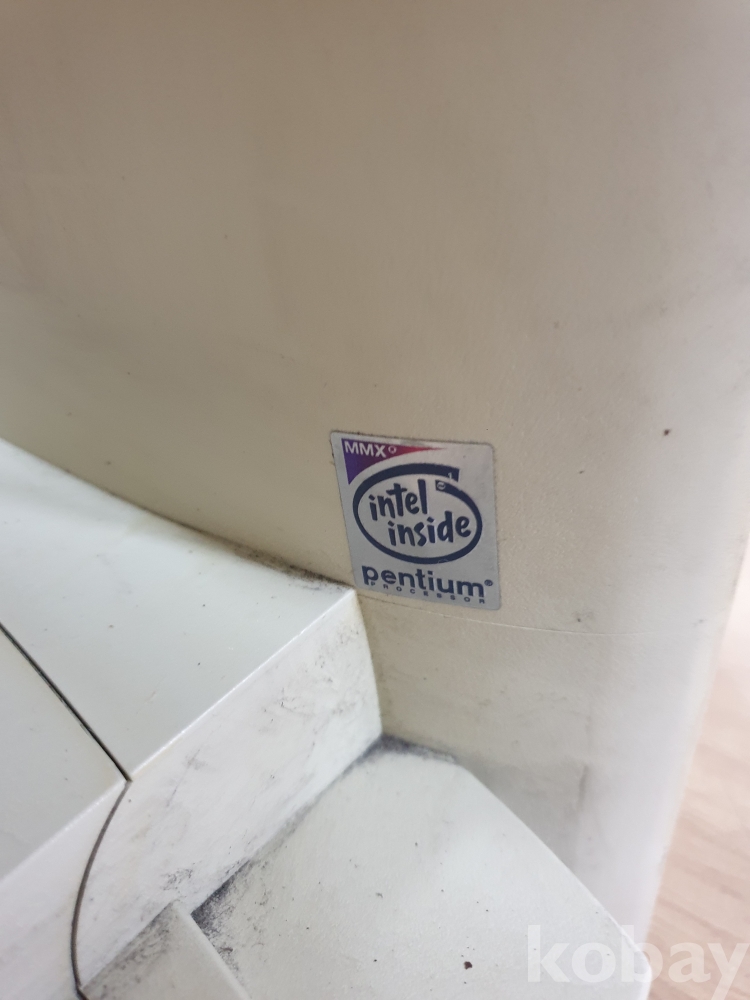 MMX
intel
inside
pentium®
PROCESSOR
kobay